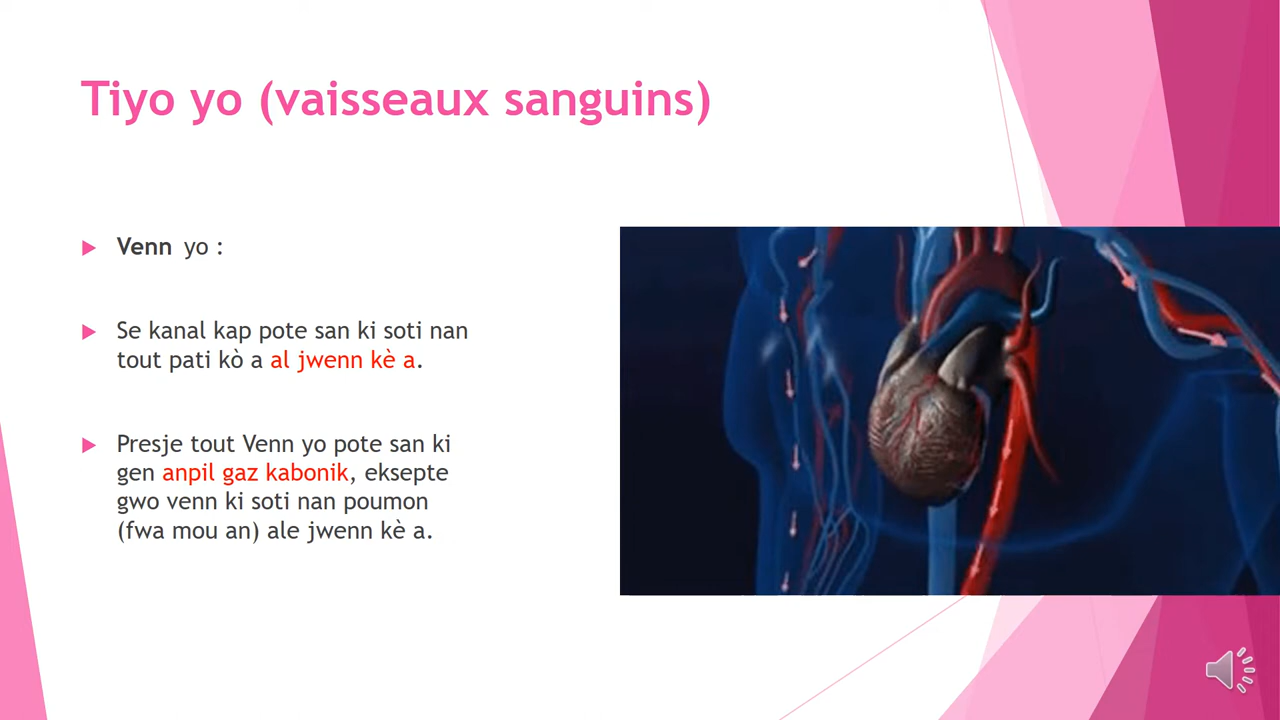 Tiyo yo (vaisseaux sanguins)
Venn yo :
Se kanal kap pote san ki soti nan
tout pati kò a al jwenn kè a.
Presje tout Venn yo pote san ki
gen anpil gaz kabonik, eksepte
gwo venn ki soti nan poumon
(fwa mou an) ale jwenn kè a.